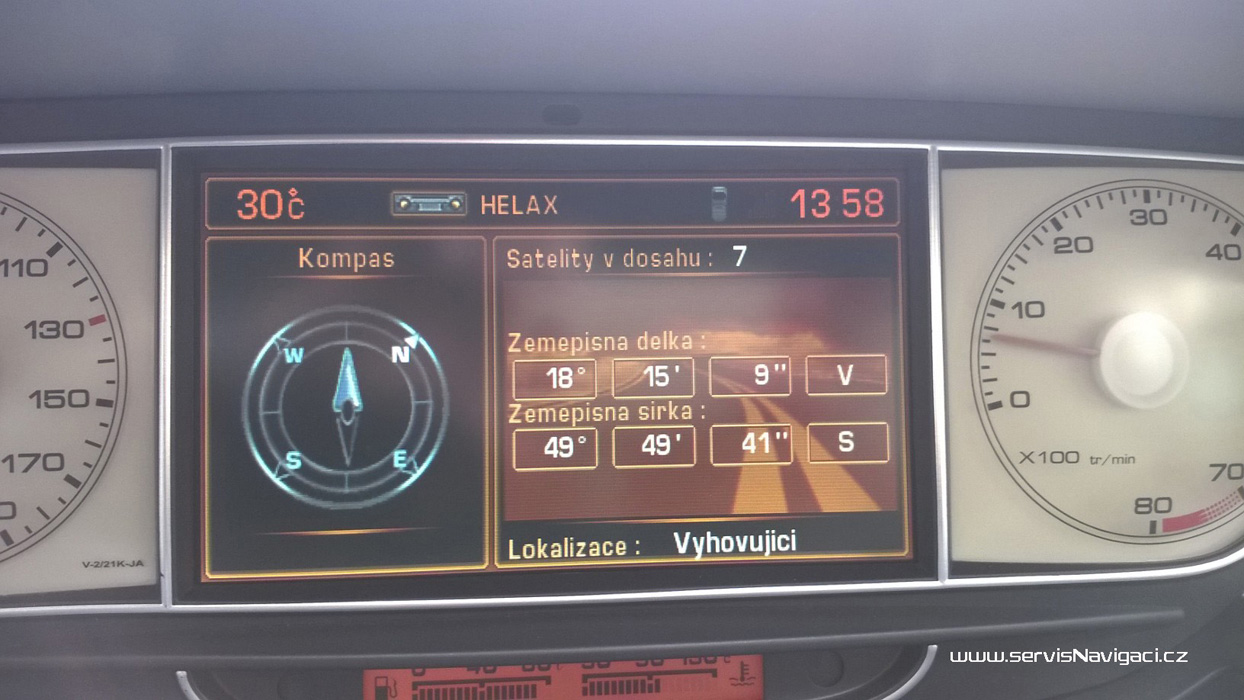 30°C HELAX 13 58
Kompas
W N
S E
Satelity v dosahu : 7
Zemepisna delka :
18° 15' 9'' V
Zemepisna sirka :
49° 49' 41'' S
Lokalizace : Vyhovujici
110
130
150
170
V-2/21K-JA
0
10
20
30
40
70
80
X100 tr/min
www.servisNavigaci.cz